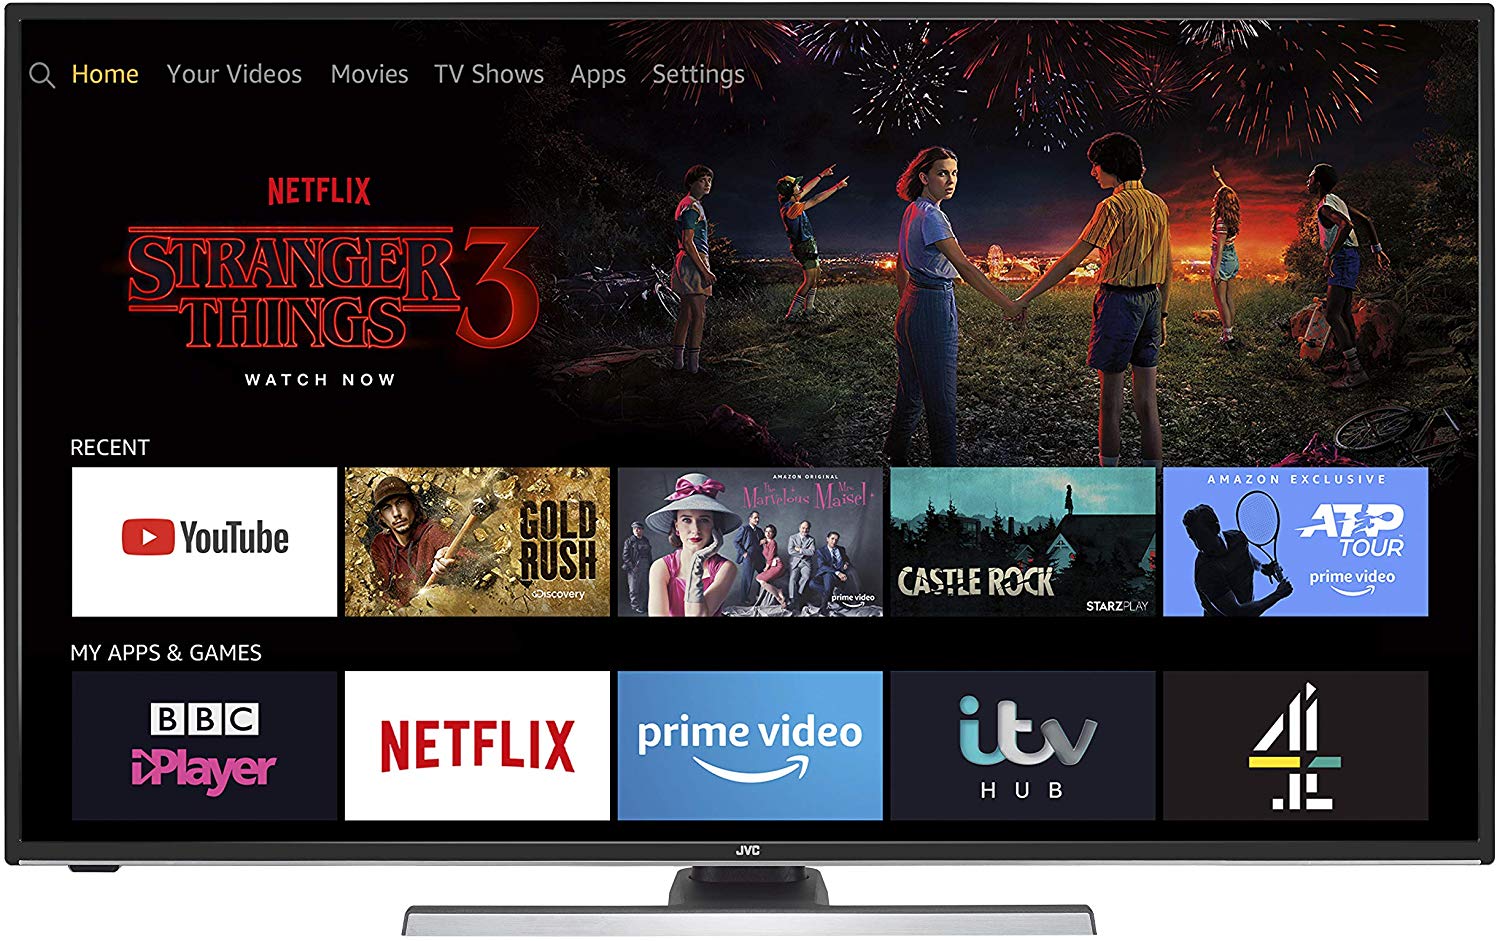 Home Your Videos Movies TV Shows Apps Settings
NETFLIX
STRANGER
THINGS 3
WATCH NOW
RECENT
YouTube
GOLD
RUSH
Discovery
AMAZON ORIGINAL
The Marvelous Mrs. Maisel
prime video
CASTLE ROCK
STARZPLAY
AMAZON EXCLUSIVE
ATP
TOUR
prime video
MY APPS & GAMES
BBC
iPlayer
NETFLIX
prime video
itv
HUB
4
JVC